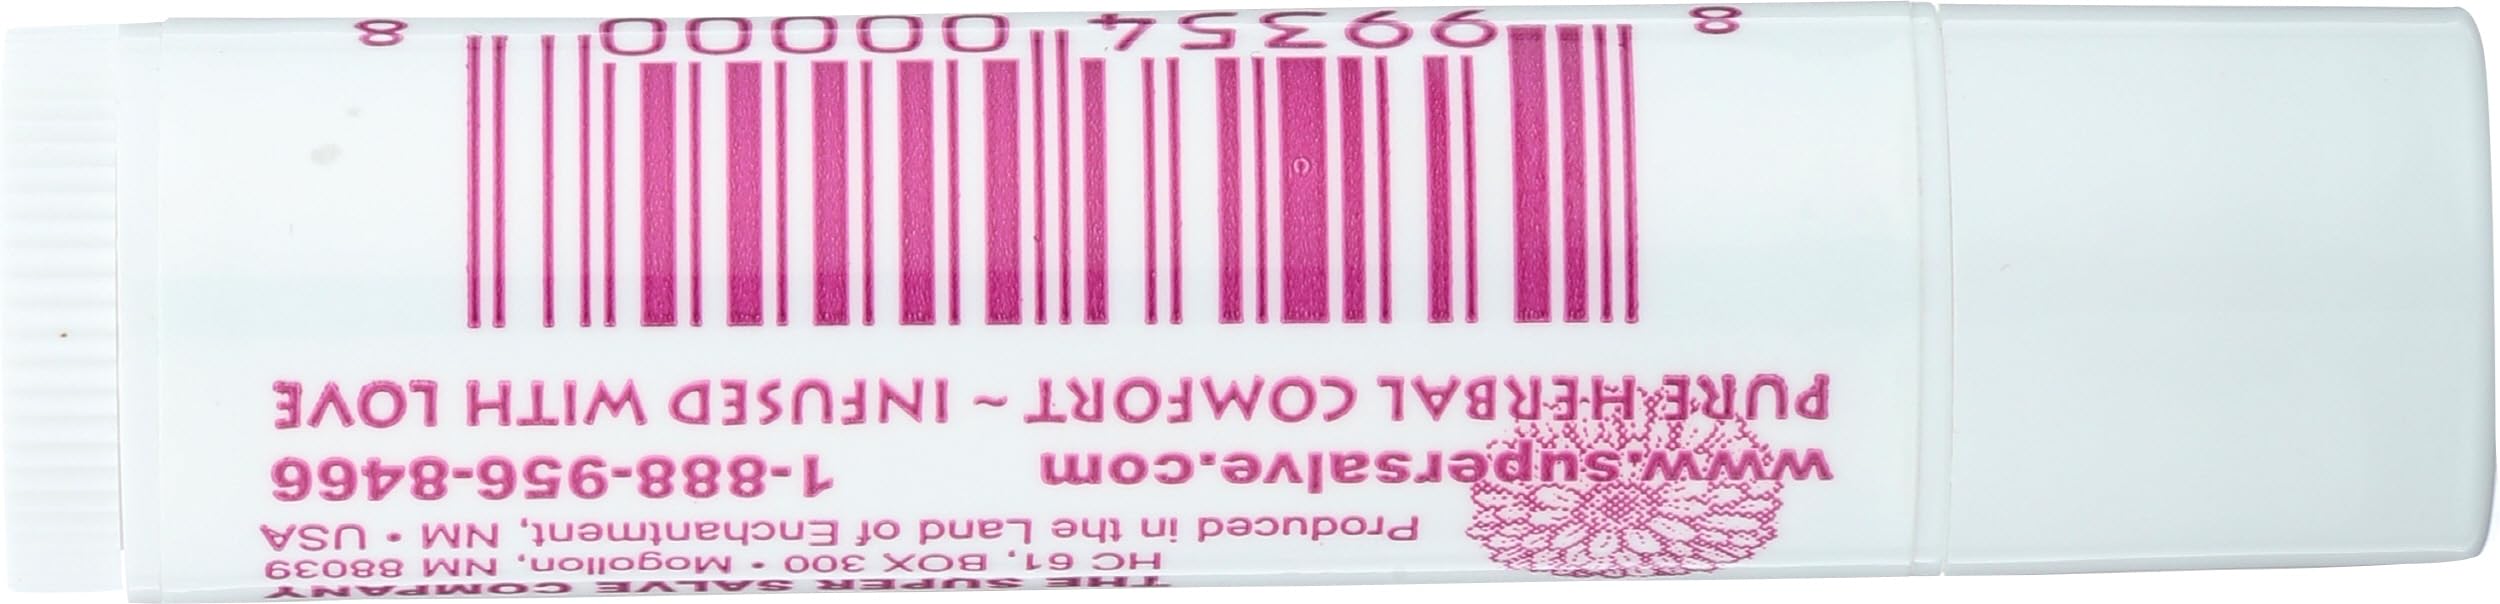 THE SUPER SALVE COMPANY
HC 61, BOX 300 • Mogollon, NM 88039
Produced in the Land of Enchantment, NM • USA
www.supersalve.com 1-888-956-8466
PURE HERBAL COMFORT ~ INFUSED WITH LOVE
8 99354 00000 8